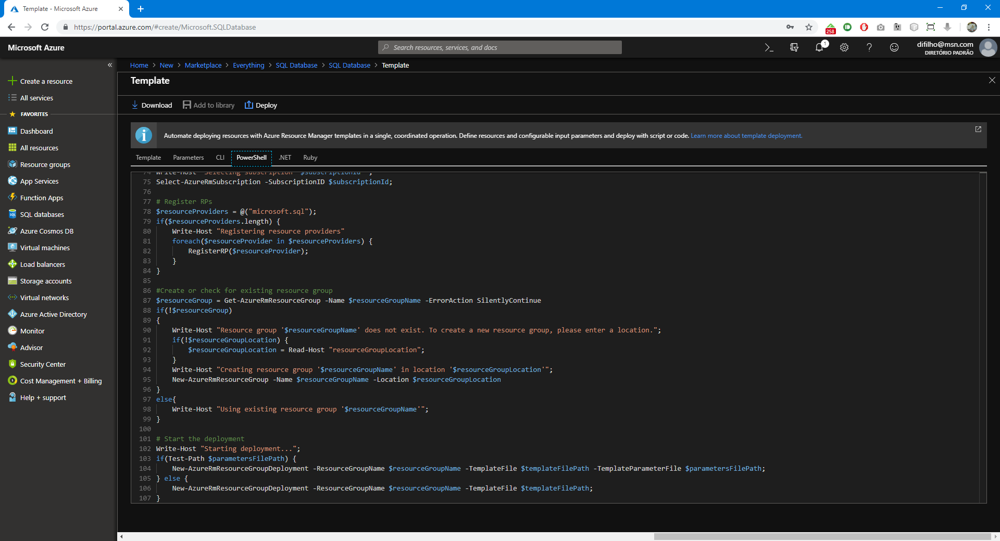 Template - Microsoft Azure
https://portal.azure.com/#create/Microsoft.SQLDatabase
258
Microsoft Azure
Search resources, services, and docs
1
difilho@msn.com
DIRETÓRIO PADRÃO
Home > New > Marketplace > Everything > SQL Database > SQL Database > Template
Create a resource
All services
FAVORITES
Dashboard
All resources
Resource groups
App Services
Function Apps
SQL databases
Azure Cosmos DB
Virtual machines
Load balancers
Storage accounts
Virtual networks
Azure Active Directory
Monitor
Advisor
Security Center
Cost Management + Billing
Help + support
Template
Download Add to library Deploy
Automate deploying resources with Azure Resource Manager templates in a single, coordinated operation. Define resources and configurable input parameters and deploy with script or code. Learn more about template deployment.
Template Parameters CLI PowerShell .NET Ruby
74 Write-Host "Selecting subscription '$subscriptionId'";
75 Select-AzureRmSubscription -SubscriptionID $subscriptionId;
76
77 # Register RPs
78 $resourceProviders = @("microsoft.sql");
79 if($resourceProviders.length) {
80 Write-Host "Registering resource providers"
81 foreach($resourceProvider in $resourceProviders) {
82 RegisterRP($resourceProvider);
83 }
84 }
85
86 #Create or check for existing resource group
87 $resourceGroup = Get-AzureRmResourceGroup -Name $resourceGroupName -ErrorAction SilentlyContinue
88 if(!$resourceGroup)
89 {
90 Write-Host "Resource group '$resourceGroupName' does not exist. To create a new resource group, please enter a location.";
91 if(!$resourceGroupLocation) {
92 $resourceGroupLocation = Read-Host "resourceGroupLocation";
93 }
94 Write-Host "Creating resource group '$resourceGroupName' in location '$resourceGroupLocation'";
95 New-AzureRmResourceGroup -Name $resourceGroupName -Location $resourceGroupLocation
96 }
97 else{
98 Write-Host "Using existing resource group '$resourceGroupName'";
99 }
100
101 # Start the deployment
102 Write-Host "Starting deployment...";
103 if(Test-Path $parametersFilePath) {
104 New-AzureRmResourceGroupDeployment -ResourceGroupName $resourceGroupName -TemplateFile $templateFilePath -TemplateParameterFile $parametersFilePath;
105 } else {
106 New-AzureRmResourceGroupDeployment -ResourceGroupName $resourceGroupName -TemplateFile $templateFilePath;
107 }